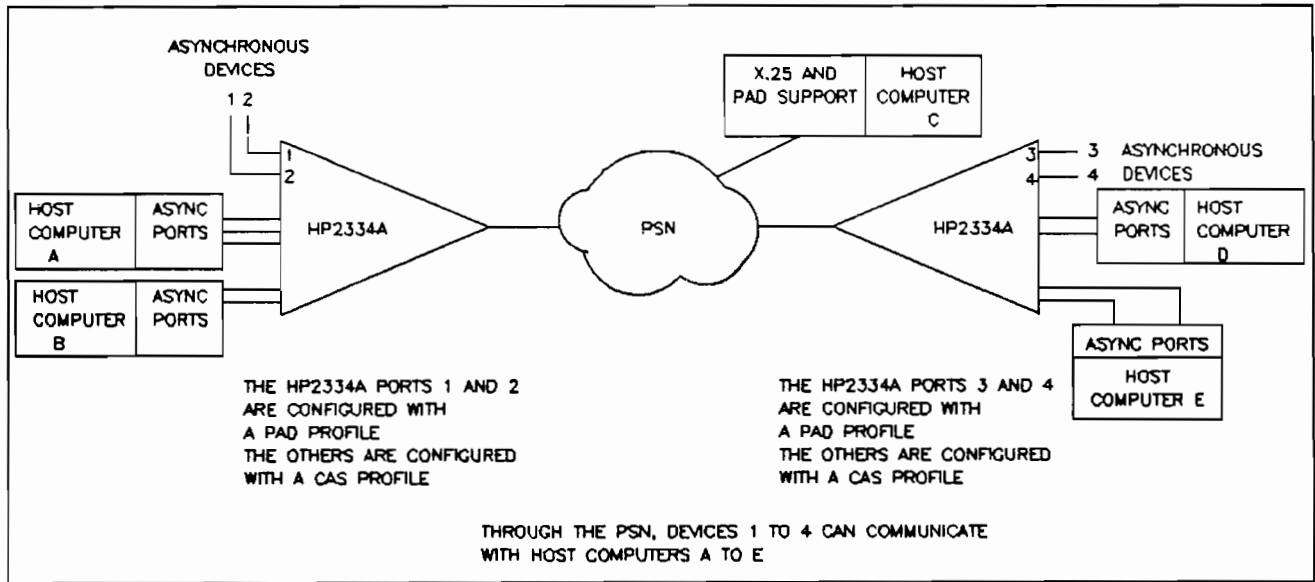 ASYNCHRONOUS
DEVICES
1 2
1
2
HOST
COMPUTER
A
ASYNC
PORTS
HP2334A
HOST
COMPUTER
B
ASYNC
PORTS
PSN
X.25 AND
PAD SUPPORT
HOST
COMPUTER
C
3
4
3 ASYNCHRONOUS
4 DEVICES
HP2334A
ASYNC
PORTS
HOST
COMPUTER
D
ASYNC PORTS
HOST
COMPUTER E
THE HP2334A PORTS 1 AND 2
ARE CONFIGURED WITH
A PAD PROFILE
THE OTHERS ARE CONFIGURED
WITH A CAS PROFILE
THE HP2334A PORTS 3 AND 4
ARE CONFIGURED WITH
A PAD PROFILE
THE OTHERS ARE CONFIGURED
WITH A CAS PROFILE
THROUGH THE PSN, DEVICES 1 TO 4 CAN COMMUNICATE
WITH HOST COMPUTERS A TO E